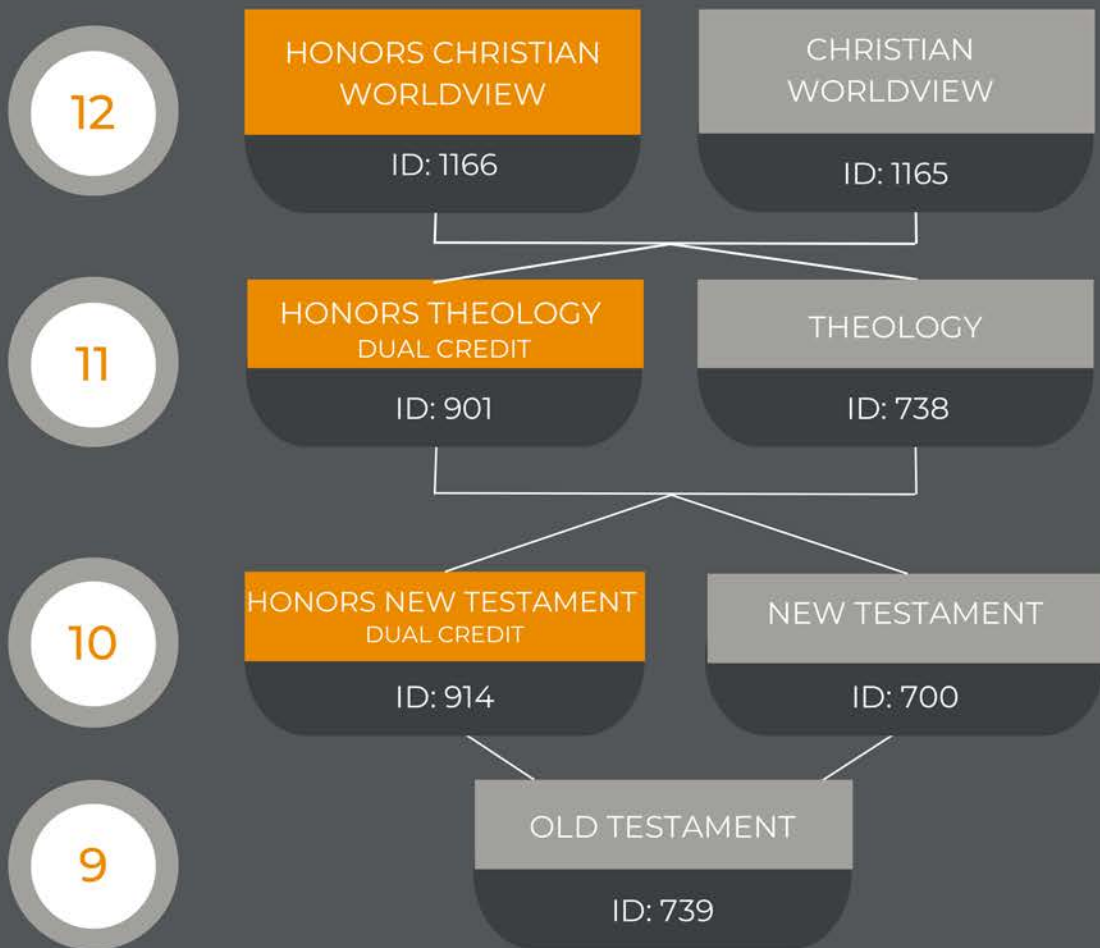 12
HONORS CHRISTIAN
WORLDVIEW
ID: 1166
CHRISTIAN
WORLDVIEW
ID: 1165
11
HONORS THEOLOGY
DUAL CREDIT
ID: 901
THEOLOGY
ID: 738
10
HONORS NEW TESTAMENT
DUAL CREDIT
ID: 914
NEW TESTAMENT
ID: 700
9
OLD TESTAMENT
ID: 739